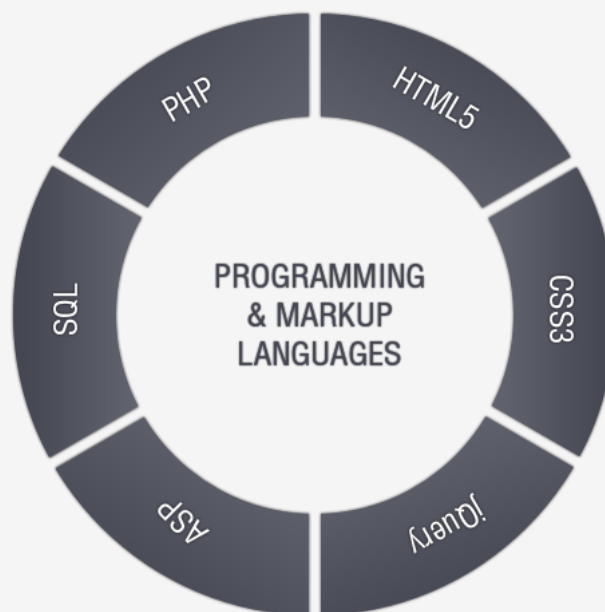 PHP
HTML5
SQL
PROGRAMMING
& MARKUP
LANGUAGES
CSS3
ASP
jQuery